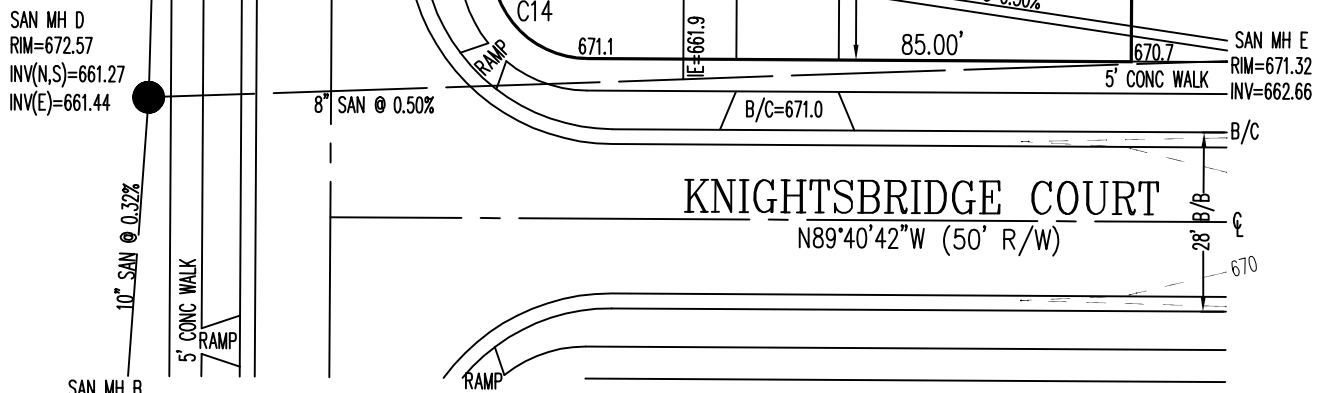 SAN MH D
RIM=672.57
INV(N,S)=661.27
INV(E)=661.44
C14
671.1
IE=661.9
85.00'
670.7
SAN MH E
RIM=671.32
INV=662.66
5' CONC WALK
RAMP
8" SAN @ 0.50%
B/C=671.0
B/C
KNIGHTSBRIDGE COURT
N89°40'42"W (50' R/W)
28' B/B
℄
670
10" SAN @ 0.32%
5' CONC WALK
RAMP
RAMP
SAN MH B